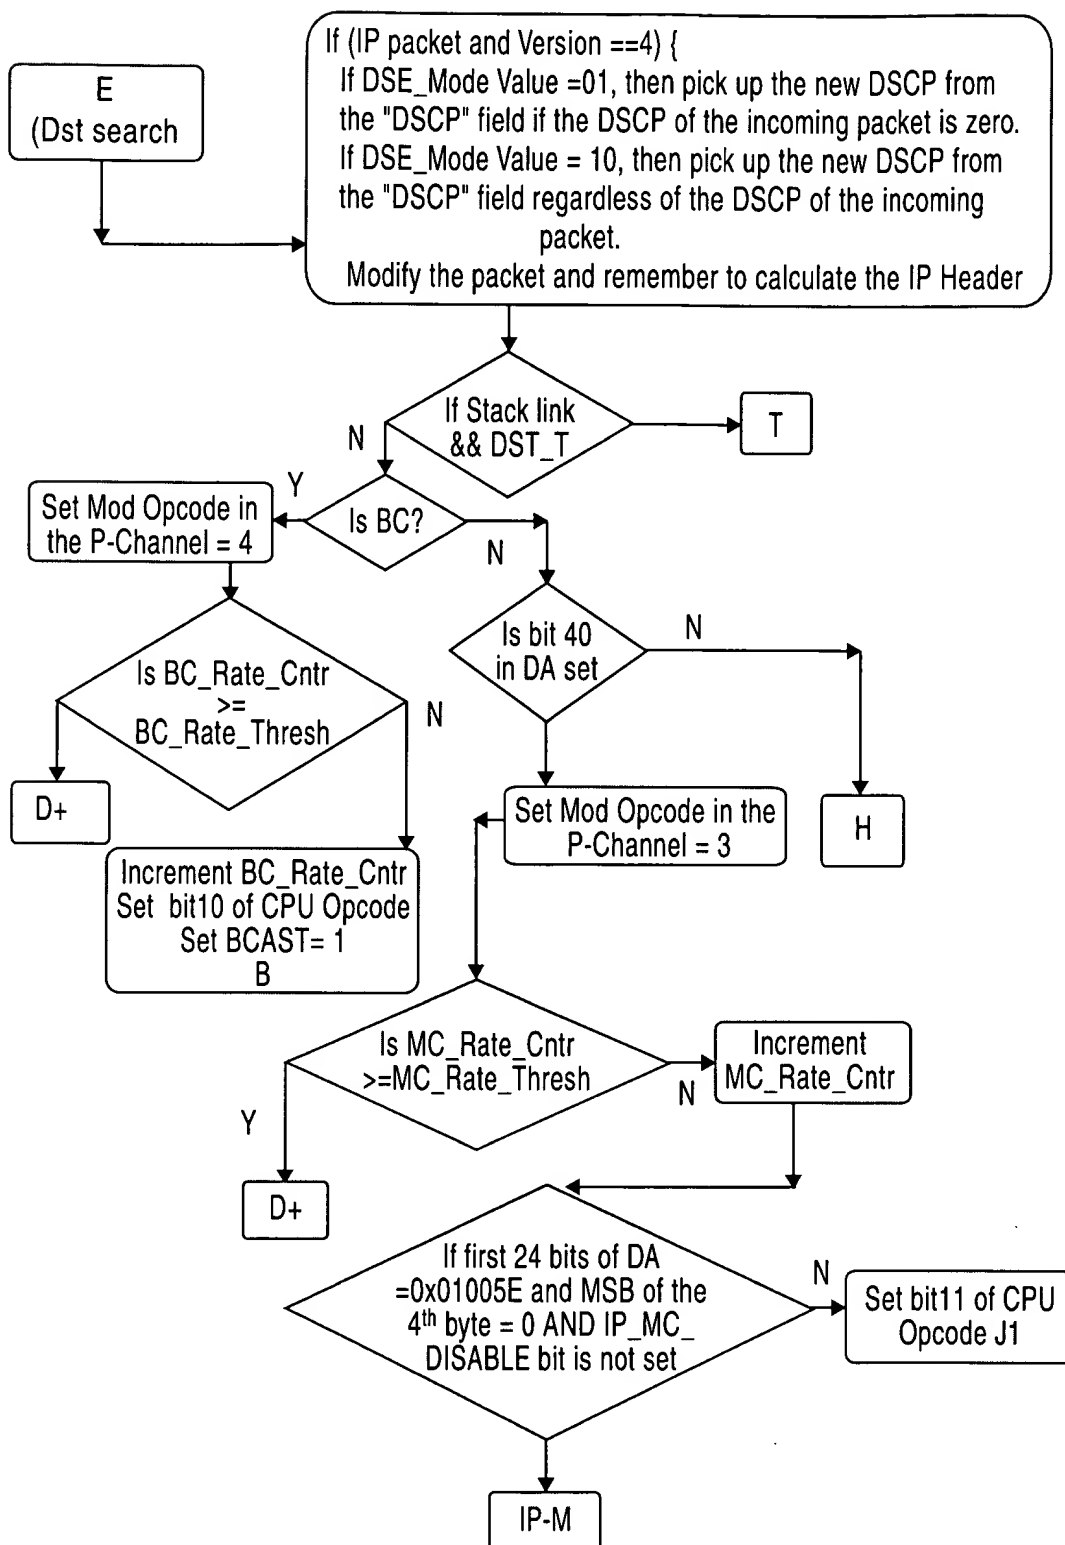 If (IP packet and Version ==4) {
If DSE_Mode Value =01, then pick up the new DSCP from
the "DSCP" field if the DSCP of the incoming packet is zero.
If DSE_Mode Value = 10, then pick up the new DSCP from
the "DSCP" field regardless of the DSCP of the incoming
packet.
Modify the packet and remember to calculate the IP Header
E
(Dst search
If Stack link
&& DST_T
T
N
Y
Set Mod Opcode in
the P-Channel = 4
Is BC?
N
Is bit 40
in DA set
N
Is BC_Rate_Cntr
>=
BC_Rate_Thresh
N
D+
Set Mod Opcode in the
P-Channel = 3
H
Increment BC_Rate_Cntr
Set bit10 of CPU Opcode
Set BCAST= 1
B
Is MC_Rate_Cntr
>=MC_Rate_Thresh
N
Increment
MC_Rate_Cntr
Y
D+
If first 24 bits of DA
=0x01005E and MSB of the
4th byte = 0 AND IP_MC_
DISABLE bit is not set
N
Set bit11 of CPU
Opcode J1
IP-M